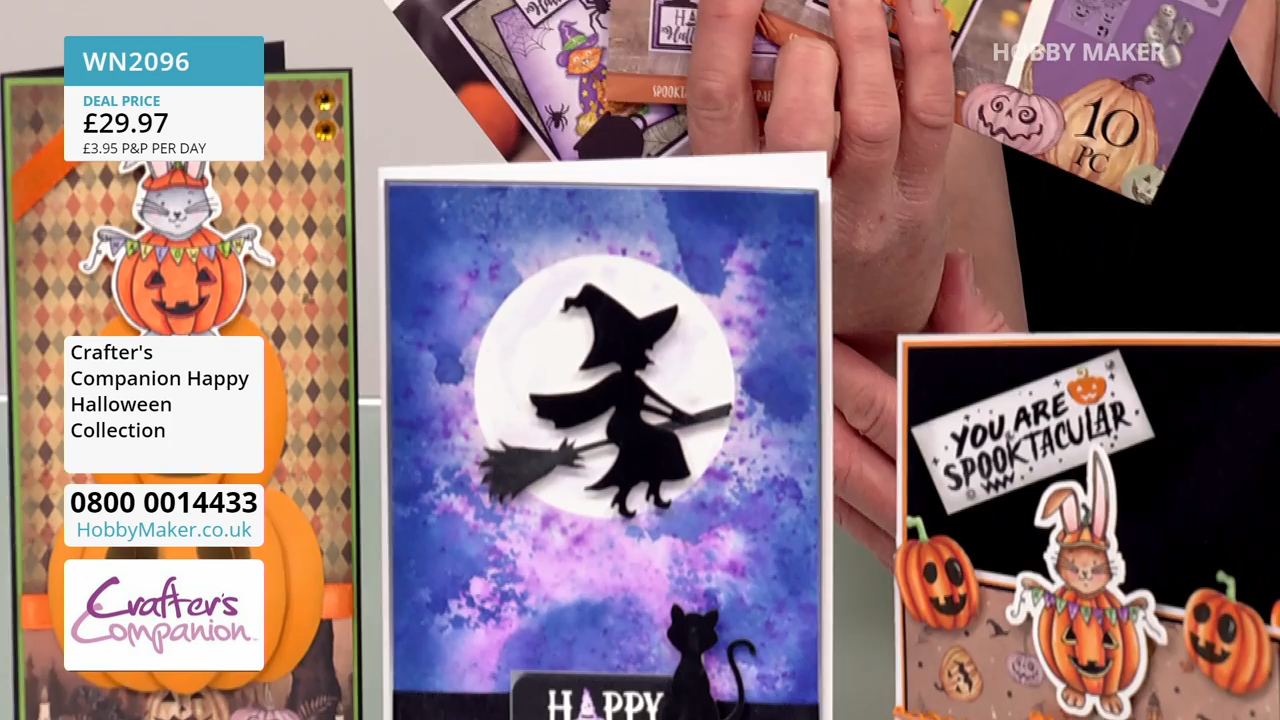 WN2096
DEAL PRICE
£29.97
£3.95 P&P PER DAY
Crafter's
Companion Happy
Halloween
Collection
0800 0014433
HobbyMaker.co.uk
Crafter's
Companion
HOBBY MAKER
10
PC
YOU ARE
SPOOKTACULAR
HAPPY